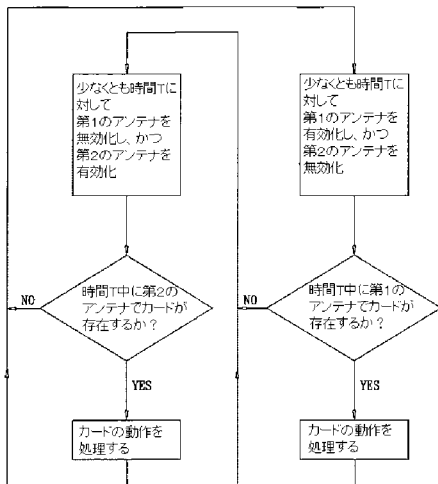 少なくとも時間Tに
対して
第1のアンテナを
無効化し、かつ
第2のアンテナを
有効化
少なくとも時間Tに
対して
第1のアンテナを
有効化し、かつ
第2のアンテナを
無効化
時間T中に第2の
アンテナでカードが
存在するか？
NO
YES
時間T中に第1の
アンテナでカードが
存在するか？
NO
YES
カードの動作を
処理する
カードの動作を
処理する